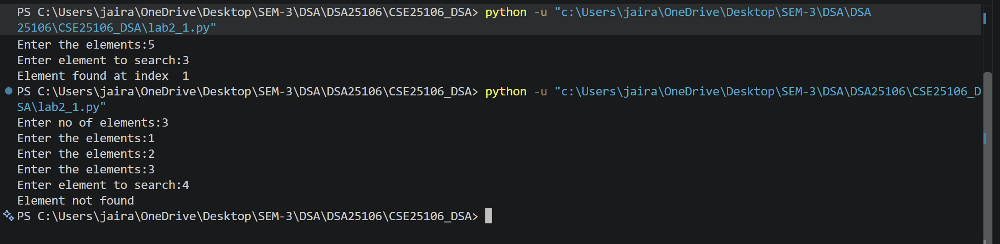 PS C:\Users\jaira\OneDrive\Desktop\SEM-3\DSA\DSA25106\CSE25106_DSA> python -u "c:\Users\jaira\OneDrive\Desktop\SEM-3\DSA\DSA
25106\CSE25106_DSA\lab2_1.py"
Enter the elements:5
Enter element to search:3
Element found at index  1
PS C:\Users\jaira\OneDrive\Desktop\SEM-3\DSA\DSA25106\CSE25106_DSA> python -u "c:\Users\jaira\OneDrive\Desktop\SEM-3\DSA\DSA25106\CSE25106_D
SA\lab2_1.py"
Enter no of elements:3
Enter the elements:1
Enter the elements:2
Enter the elements:3
Enter element to search:4
Element not found
PS C:\Users\jaira\OneDrive\Desktop\SEM-3\DSA\DSA25106\CSE25106_DSA>